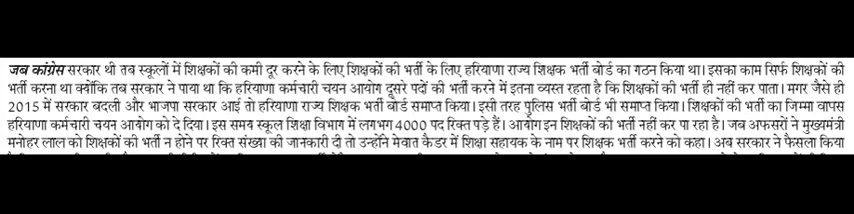 जब कांग्रेस सरकार थी तब स्कूलों में शिक्षकों की कमी दूर करने के लिए शिक्षकों की भर्ती के लिए हरियाणा राज्य शिक्षक भर्ती बोर्ड का गठन किया था। इसका काम सिर्फ शिक्षकों की
भर्ती करना था क्योंकि तब सरकार ने पाया था कि हरियाणा कर्मचारी चयन आयोग दूसरे पदों की भर्ती करने में इतना व्यस्त रहता है कि शिक्षकों की भर्ती ही नहीं कर पाता। मगर जैसे ही
2015 में सरकार बदली और भाजपा सरकार आई तो हरियाणा राज्य शिक्षक भर्ती बोर्ड समाप्त किया। इसी तरह पुलिस भर्ती बोर्ड भी समाप्त किया। शिक्षकों की भर्ती का जिम्मा वापस
हरियाणा कर्मचारी चयन आयोग को दे दिया। इस समय स्कूल शिक्षा विभाग में लगभग 4000 पद रिक्त पड़े हैं। आयोग इन शिक्षकों की भर्ती नहीं कर पा रहा है। जब अफसरों ने मुख्यमंत्री
मनोहर लाल को शिक्षकों की भर्ती न होने पर रिक्त संख्या की जानकारी दी तो उन्होंने मेवात कैडर में शिक्षा सहायक के नाम पर शिक्षक भर्ती करने को कहा। अब सरकार ने फैसला किया